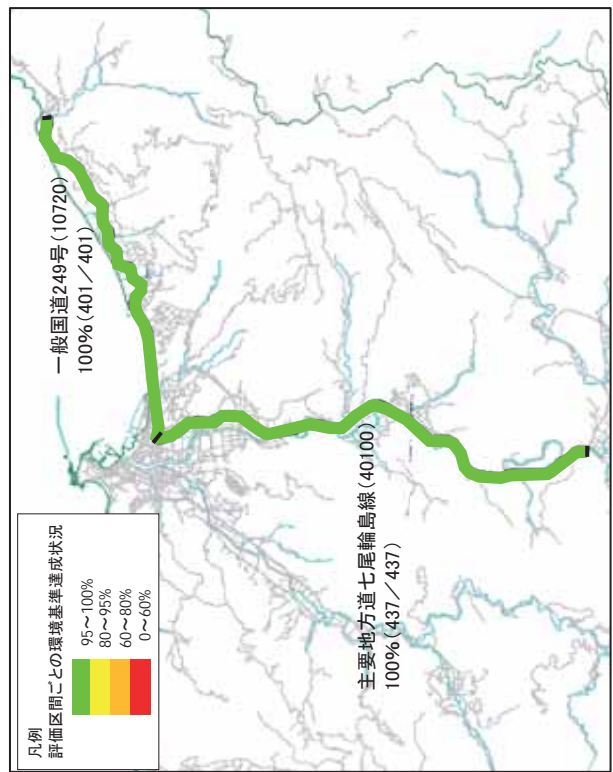 凡例
評価区間ごとの環境基準達成状況
95～100%
80～95%
60～80%
0～60%
一般国道249号(10720)
100%(401／401)
主要地方道七尾輪島線(40100)
100%(437／437)